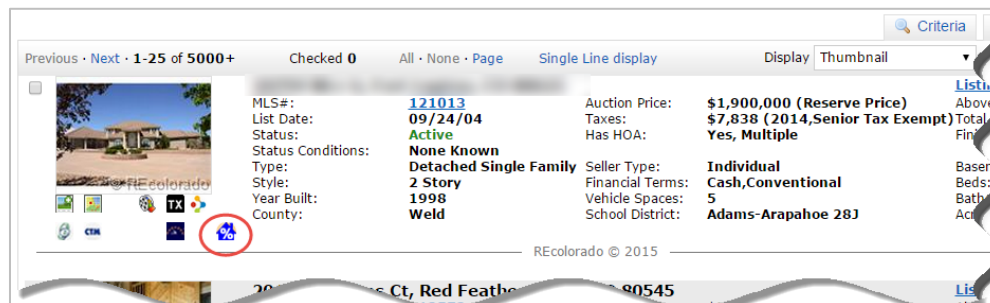 Criteria
Previous · Next · 1-25 of 5000+ Checked 0 All · None · Page Single Line display Display Thumbnail
MLS#: 121013 Auction Price: $1,900,000 (Reserve Price)
List Date: 09/24/04 Taxes: $7,838 (2014,Senior Tax Exempt) Total
Status: Active Has HOA: Yes, Multiple
Status Conditions: None Known
Type: Detached Single Family Seller Type: Individual
Style: 2 Story Financial Terms: Cash,Conventional Beds:
Year Built: 1998 Vehicle Spaces: 5
County: Weld School District: Adams-Arapahoe 28J
© REcolorado
TX
CTM
%
REcolorado © 2015
Ct, Red 80545